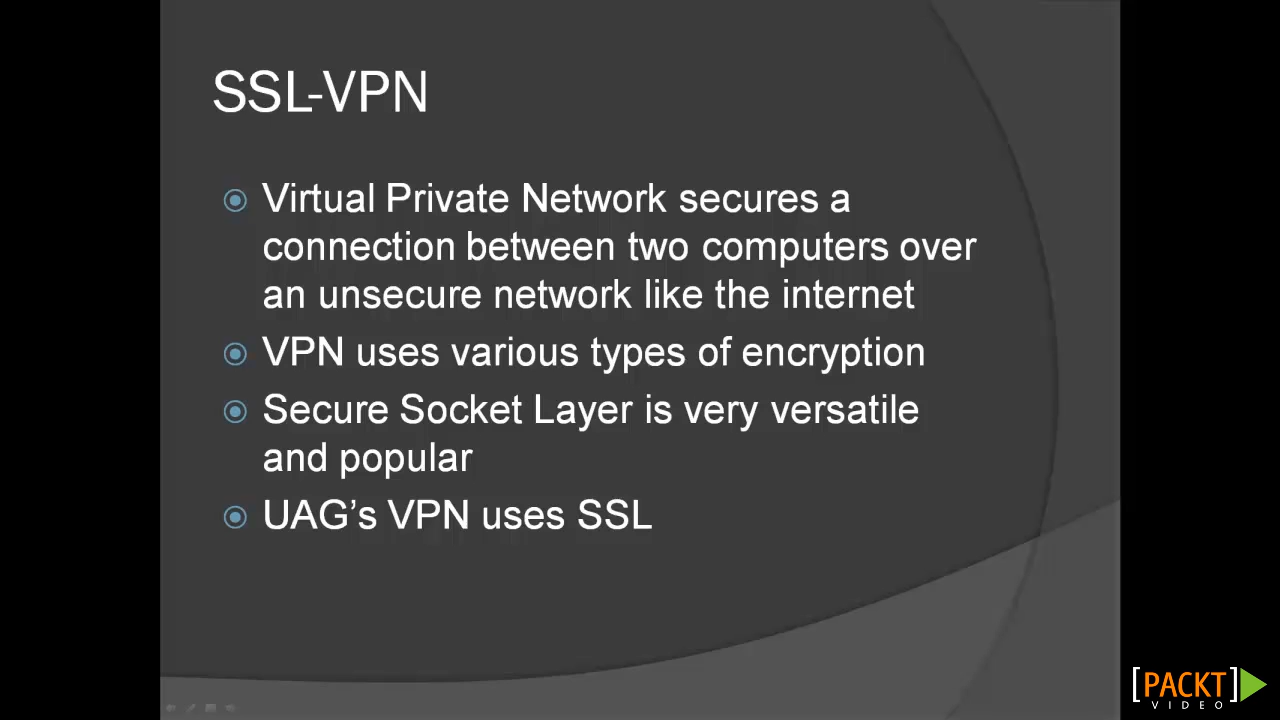 SSL-VPN
Virtual Private Network secures a
connection between two computers over
an unsecure network like the internet
VPN uses various types of encryption
Secure Socket Layer is very versatile
and popular
UAG's VPN uses SSL
[PACKT]
VIDEO